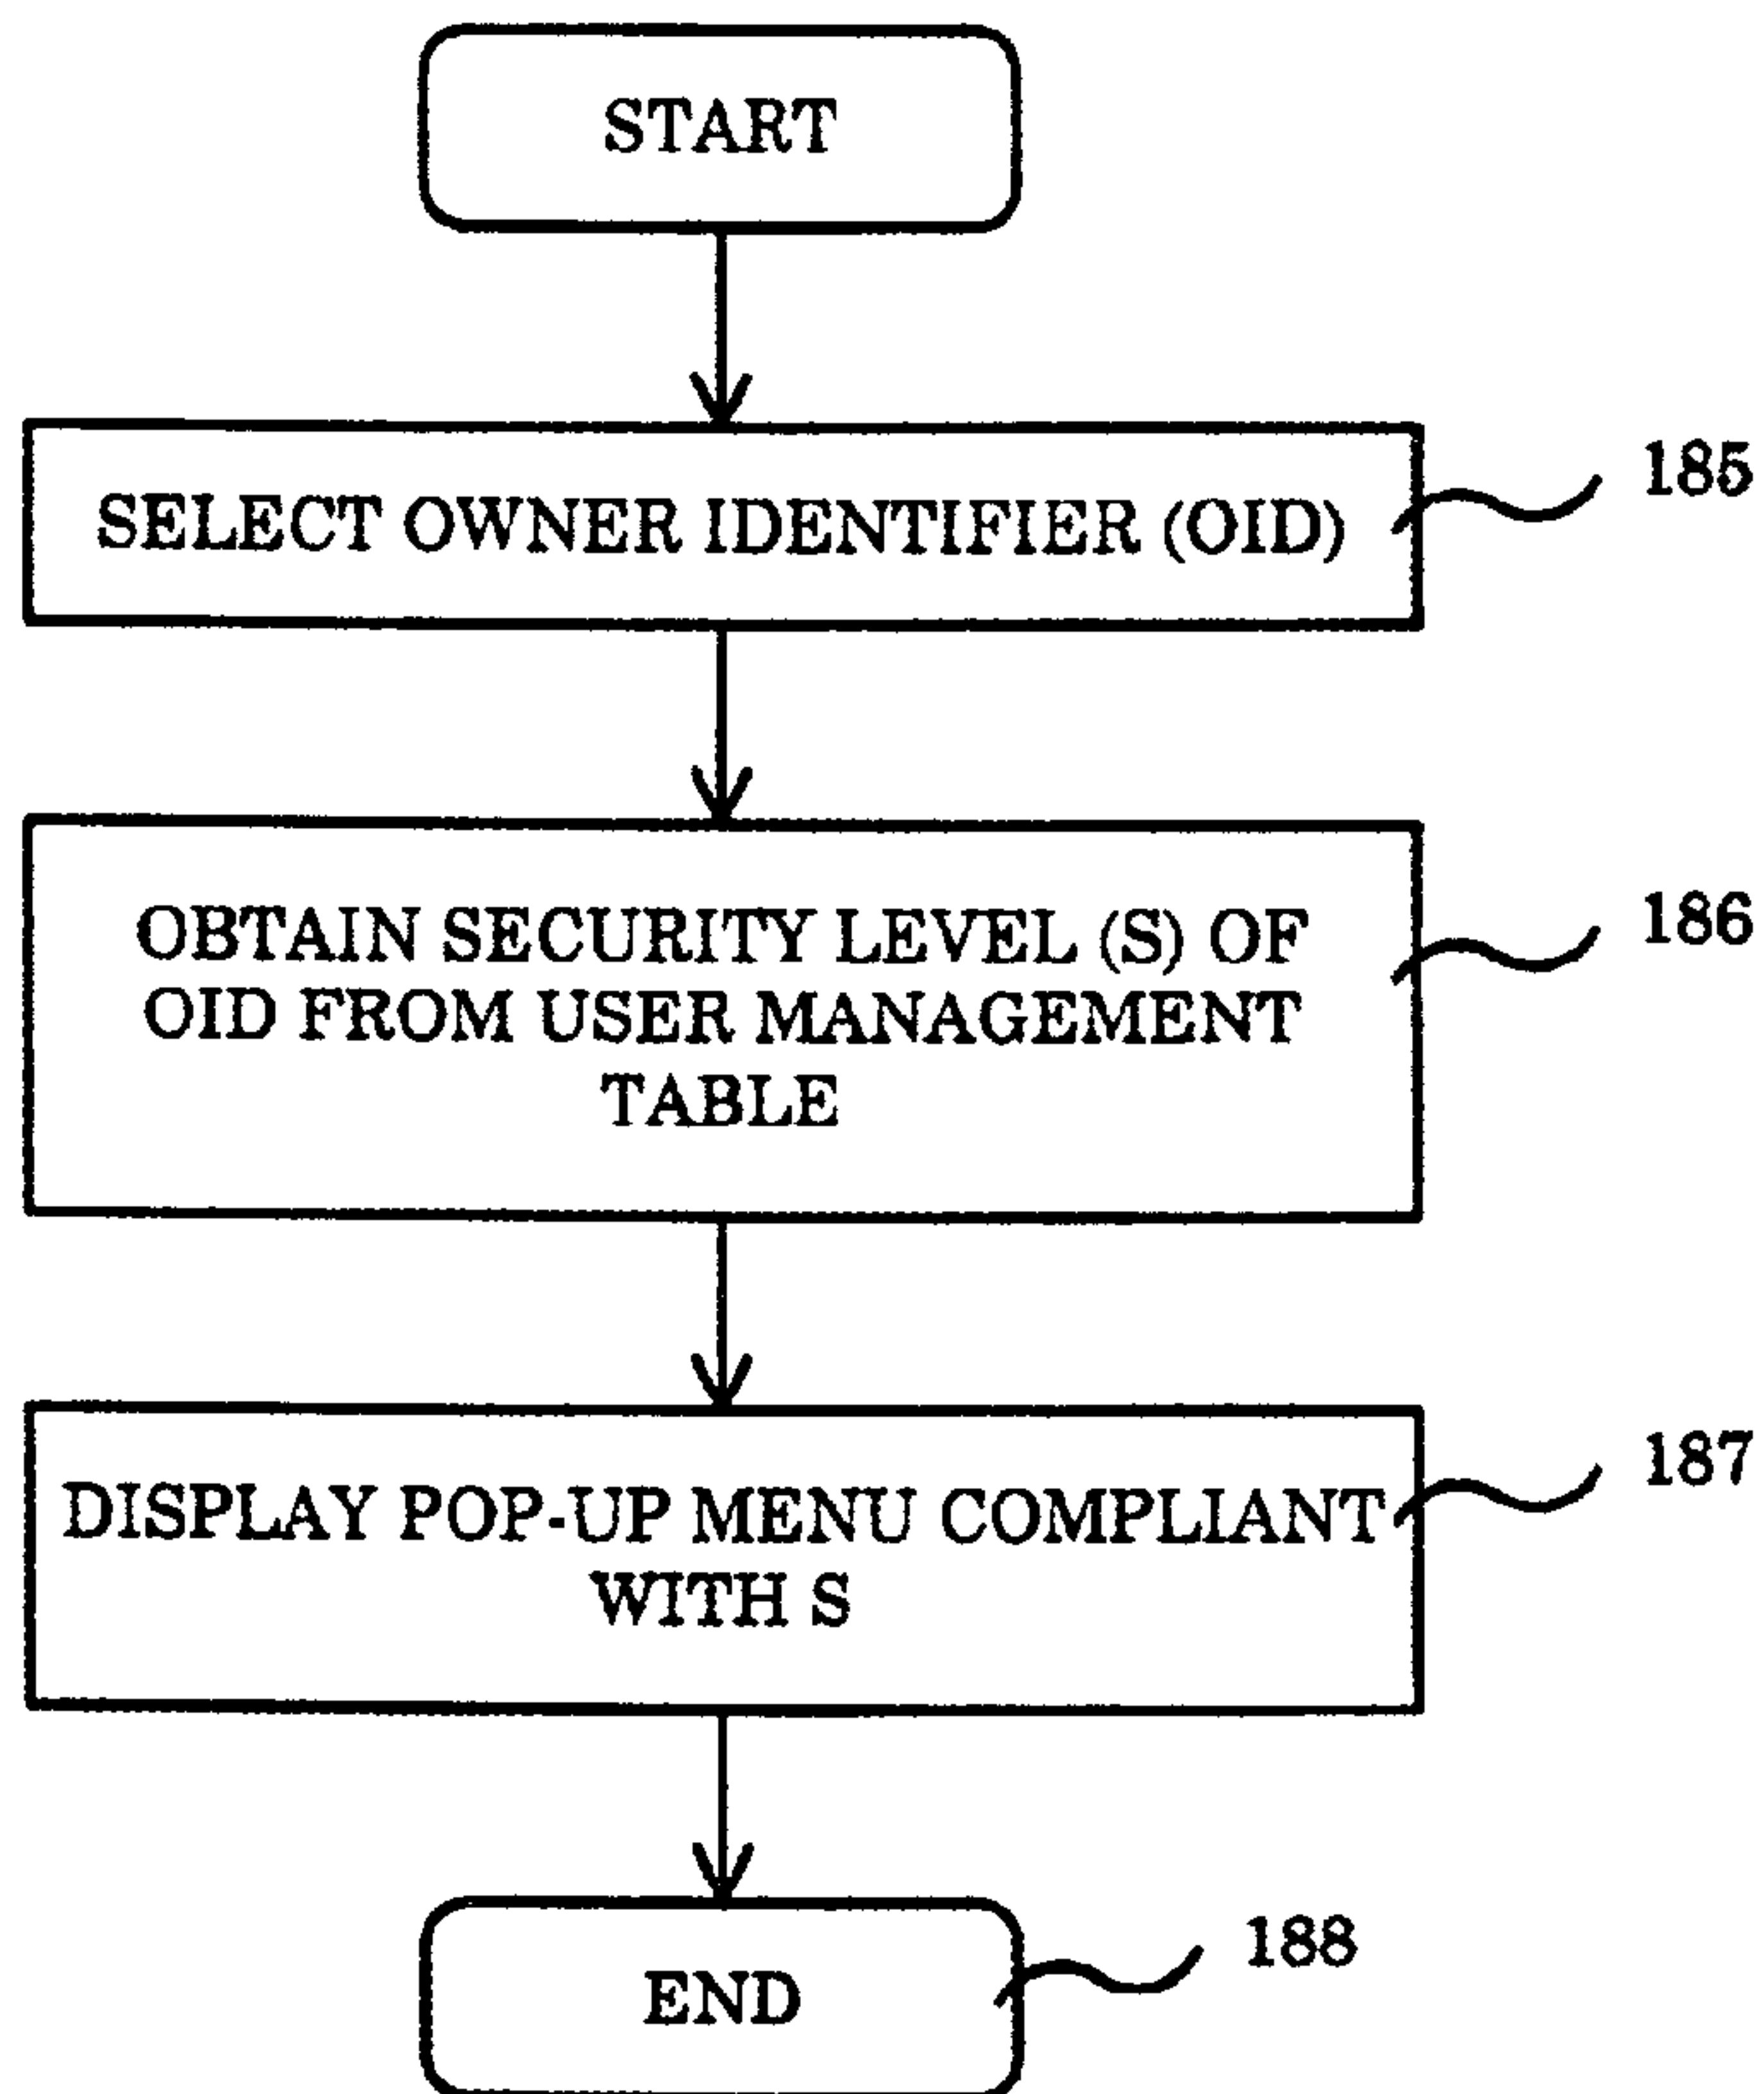 START
SELECT OWNER IDENTIFIER (OID)
185
OBTAIN SECURITY LEVEL (S) OF
OID FROM USER MANAGEMENT
TABLE
186
DISPLAY POP-UP MENU COMPLIANT
WITH S
187
END
188